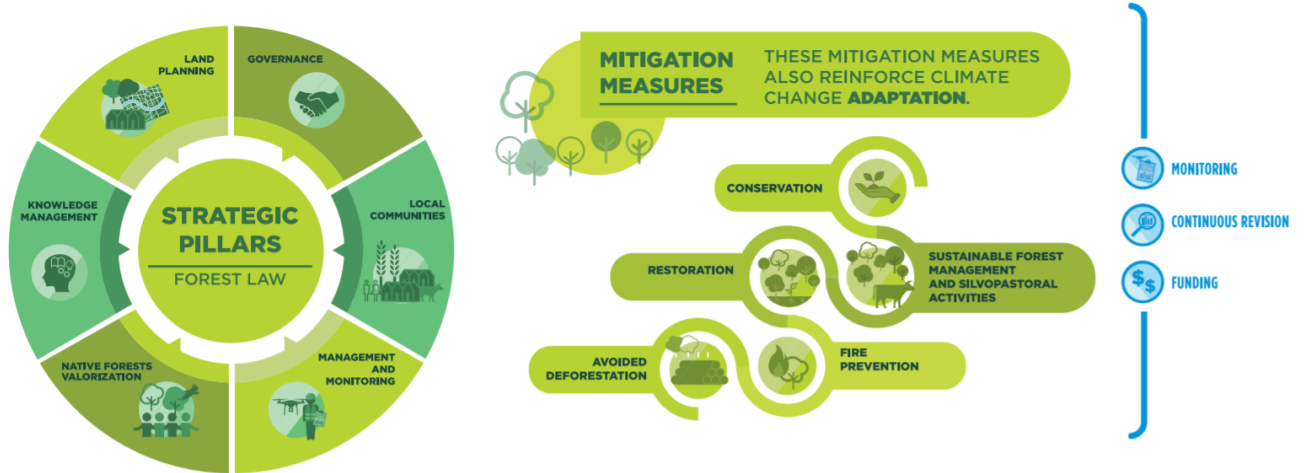 LAND
PLANNING
GOVERNANCE
KNOWLEDGE
MANAGEMENT
LOCAL
COMMUNITIES
STRATEGIC
PILLARS
FOREST LAW
NATIVE FORESTS
VALORIZATION
MANAGEMENT
AND
MONITORING
MITIGATION
MEASURES
THESE MITIGATION MEASURES
ALSO REINFORCE CLIMATE
CHANGE ADAPTATION.
CONSERVATION
RESTORATION
SUSTAINABLE FOREST
MANAGEMENT
AND SILVOPASTORAL
ACTIVITIES
AVOIDED
DEFORESTATION
FIRE
PREVENTION
MONITORING
CONTINUOUS REVISION
$$
FUNDING